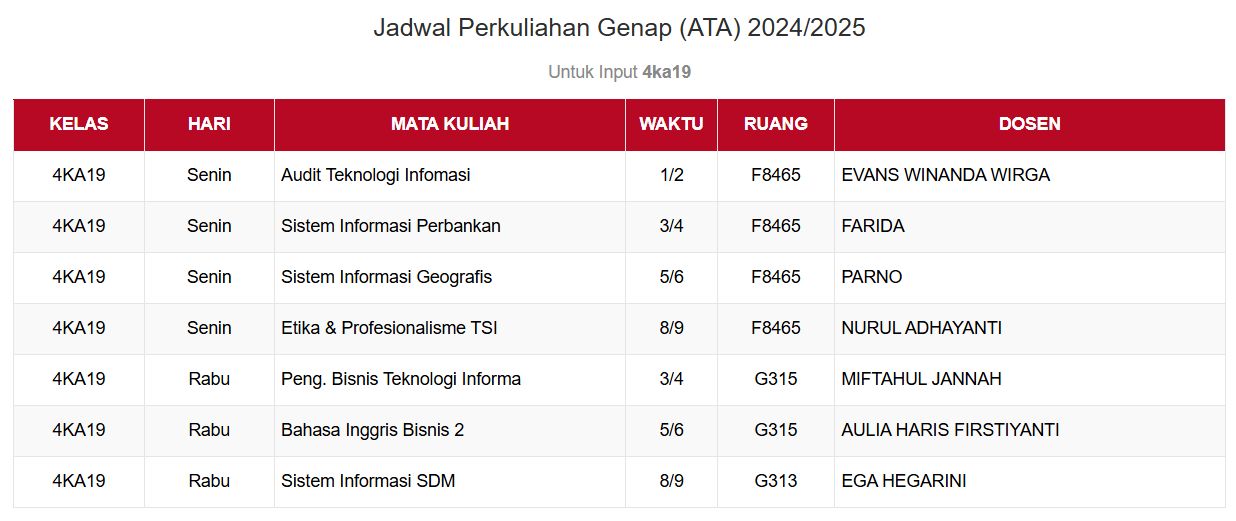 Jadwal Perkuliahan Genap (ATA) 2024/2025
Untuk Input 4ka19
KELAS HARI MATA KULIAH WAKTU RUANG DOSEN
4KA19 Senin Audit Teknologi Infomasi 1/2 F8465 EVANS WINANDA WIRGA
4KA19 Senin Sistem Informasi Perbankan 3/4 F8465 FARIDA
4KA19 Senin Sistem Informasi Geografis 5/6 F8465 PARNO
4KA19 Senin Etika & Profesionalisme TSI 8/9 F8465 NURUL ADHAYANTI
4KA19 Rabu Peng. Bisnis Teknologi Informa 3/4 G315 MIFTAHUL JANNAH
4KA19 Rabu Bahasa Inggris Bisnis 2 5/6 G315 AULIA HARIS FIRSTIYANTI
4KA19 Rabu Sistem Informasi SDM 8/9 G313 EGA HEGARINI